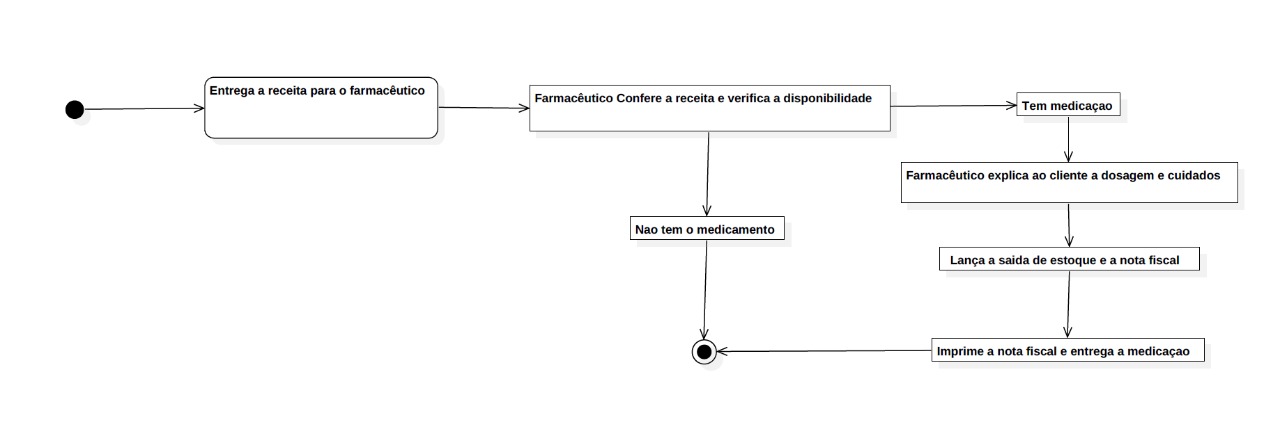 Entrega a receita para o farmacêutico
Farmacêutico Confere a receita e verifica a disponibilidade
Tem medicaçao
Farmacêutico explica ao cliente a dosagem e cuidados
Nao tem o medicamento
Lança a saida de estoque e a nota fiscal
Imprime a nota fiscal e entrega a medicaçao